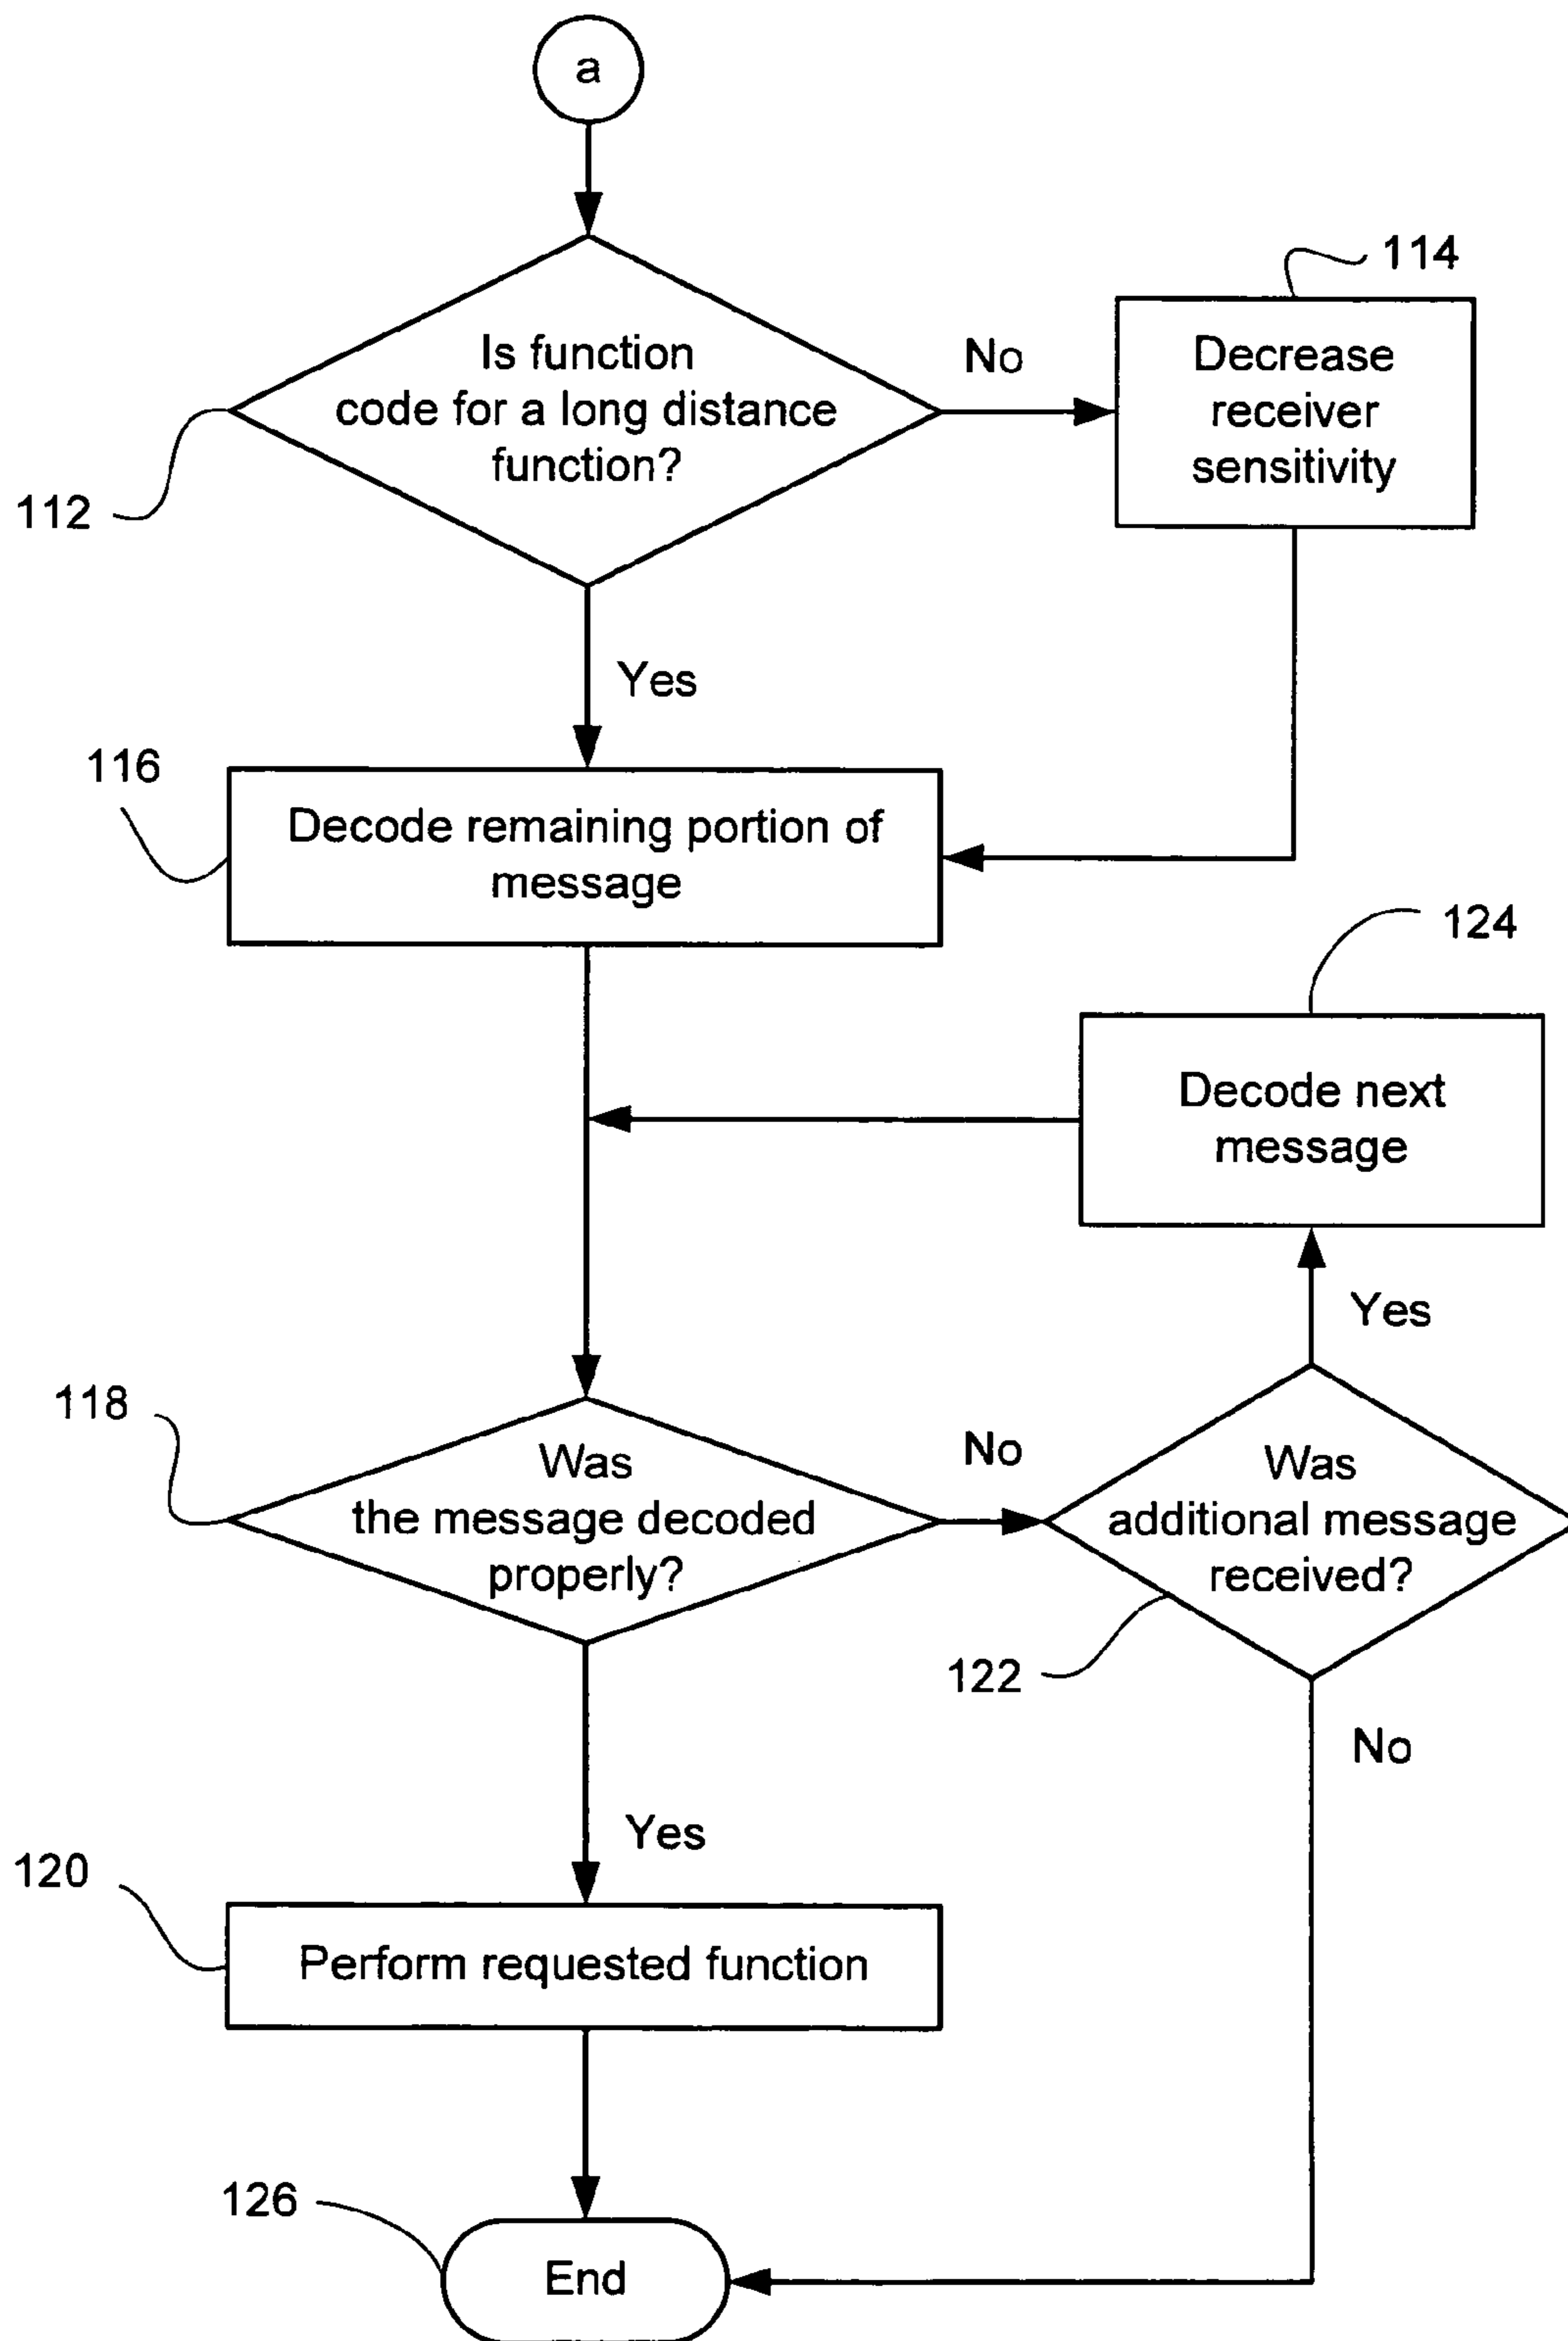 a
Is function
code for a long distance
function?
112
No
114
Decrease
receiver
sensitivity
Yes
116
Decode remaining portion of
message
124
Decode next
message
Yes
118
Was
the message decoded
properly?
No
Was
additional message
received?
122
No
Yes
120
Perform requested function
126
End